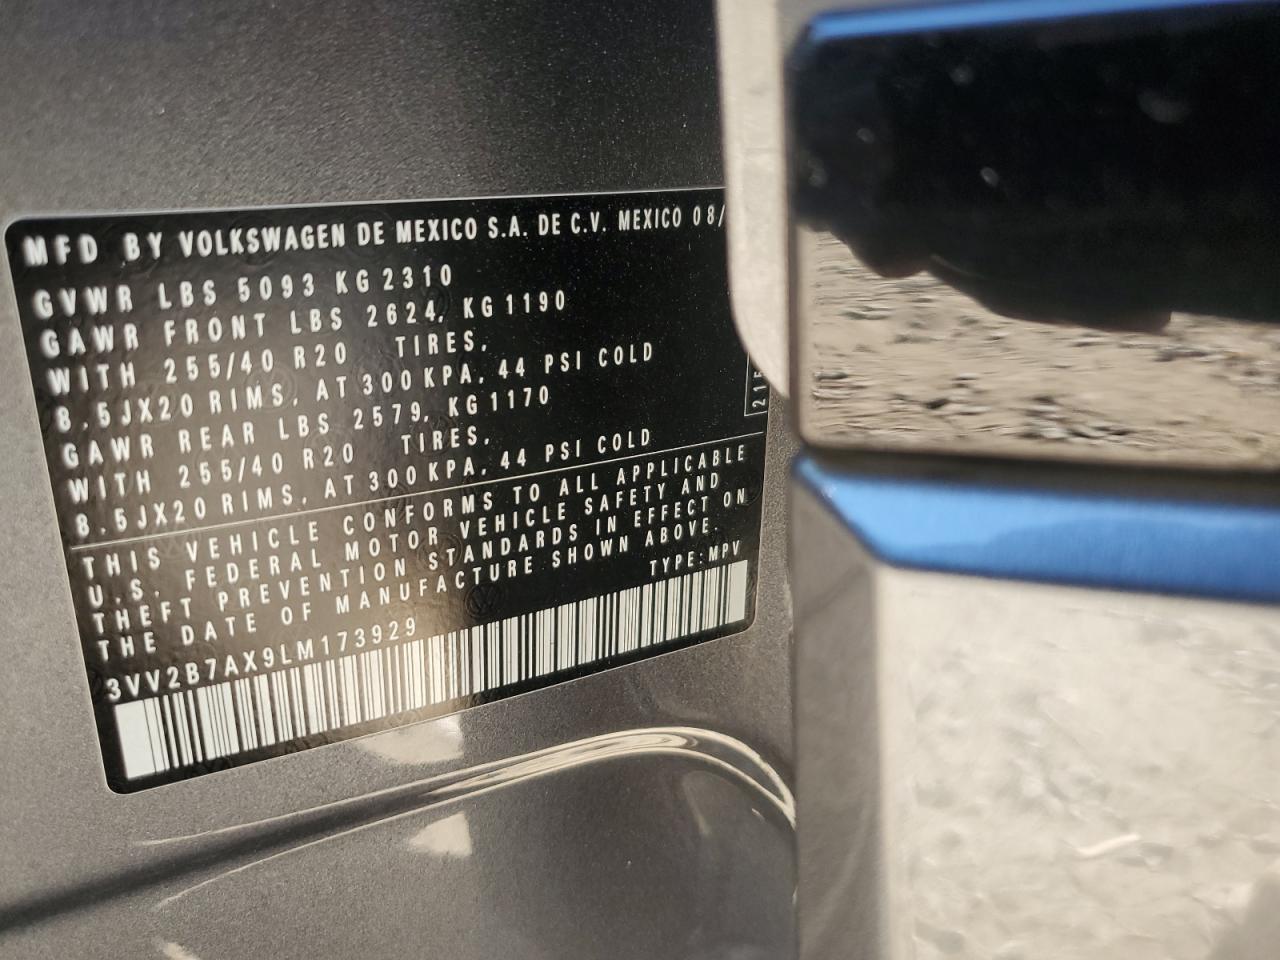 MFD BY VOLKSWAGEN DE MEXICO S.A. DE C.V. MEXICO 08/
GVWR LBS 5093 KG 2310
GAWR FRONT LBS 2624, KG 1190
WITH 255/40 R20 TIRES,
8.5JX20 RIMS, AT 300 KPA, 44 PSI COLD
GAWR REAR LBS 2579, KG 1170
WITH 255/40 R20 TIRES,
8.5JX20 RIMS, AT 300 KPA, 44 PSI COLD
THIS VEHICLE CONFORMS TO ALL APPLICABLE
U.S. FEDERAL MOTOR VEHICLE SAFETY AND
THEFT PREVENTION STANDARDS IN EFFECT ON
THE DATE OF MANUFACTURE SHOWN ABOVE.
TYPE: MPV
3VV2B7AX9LM173929